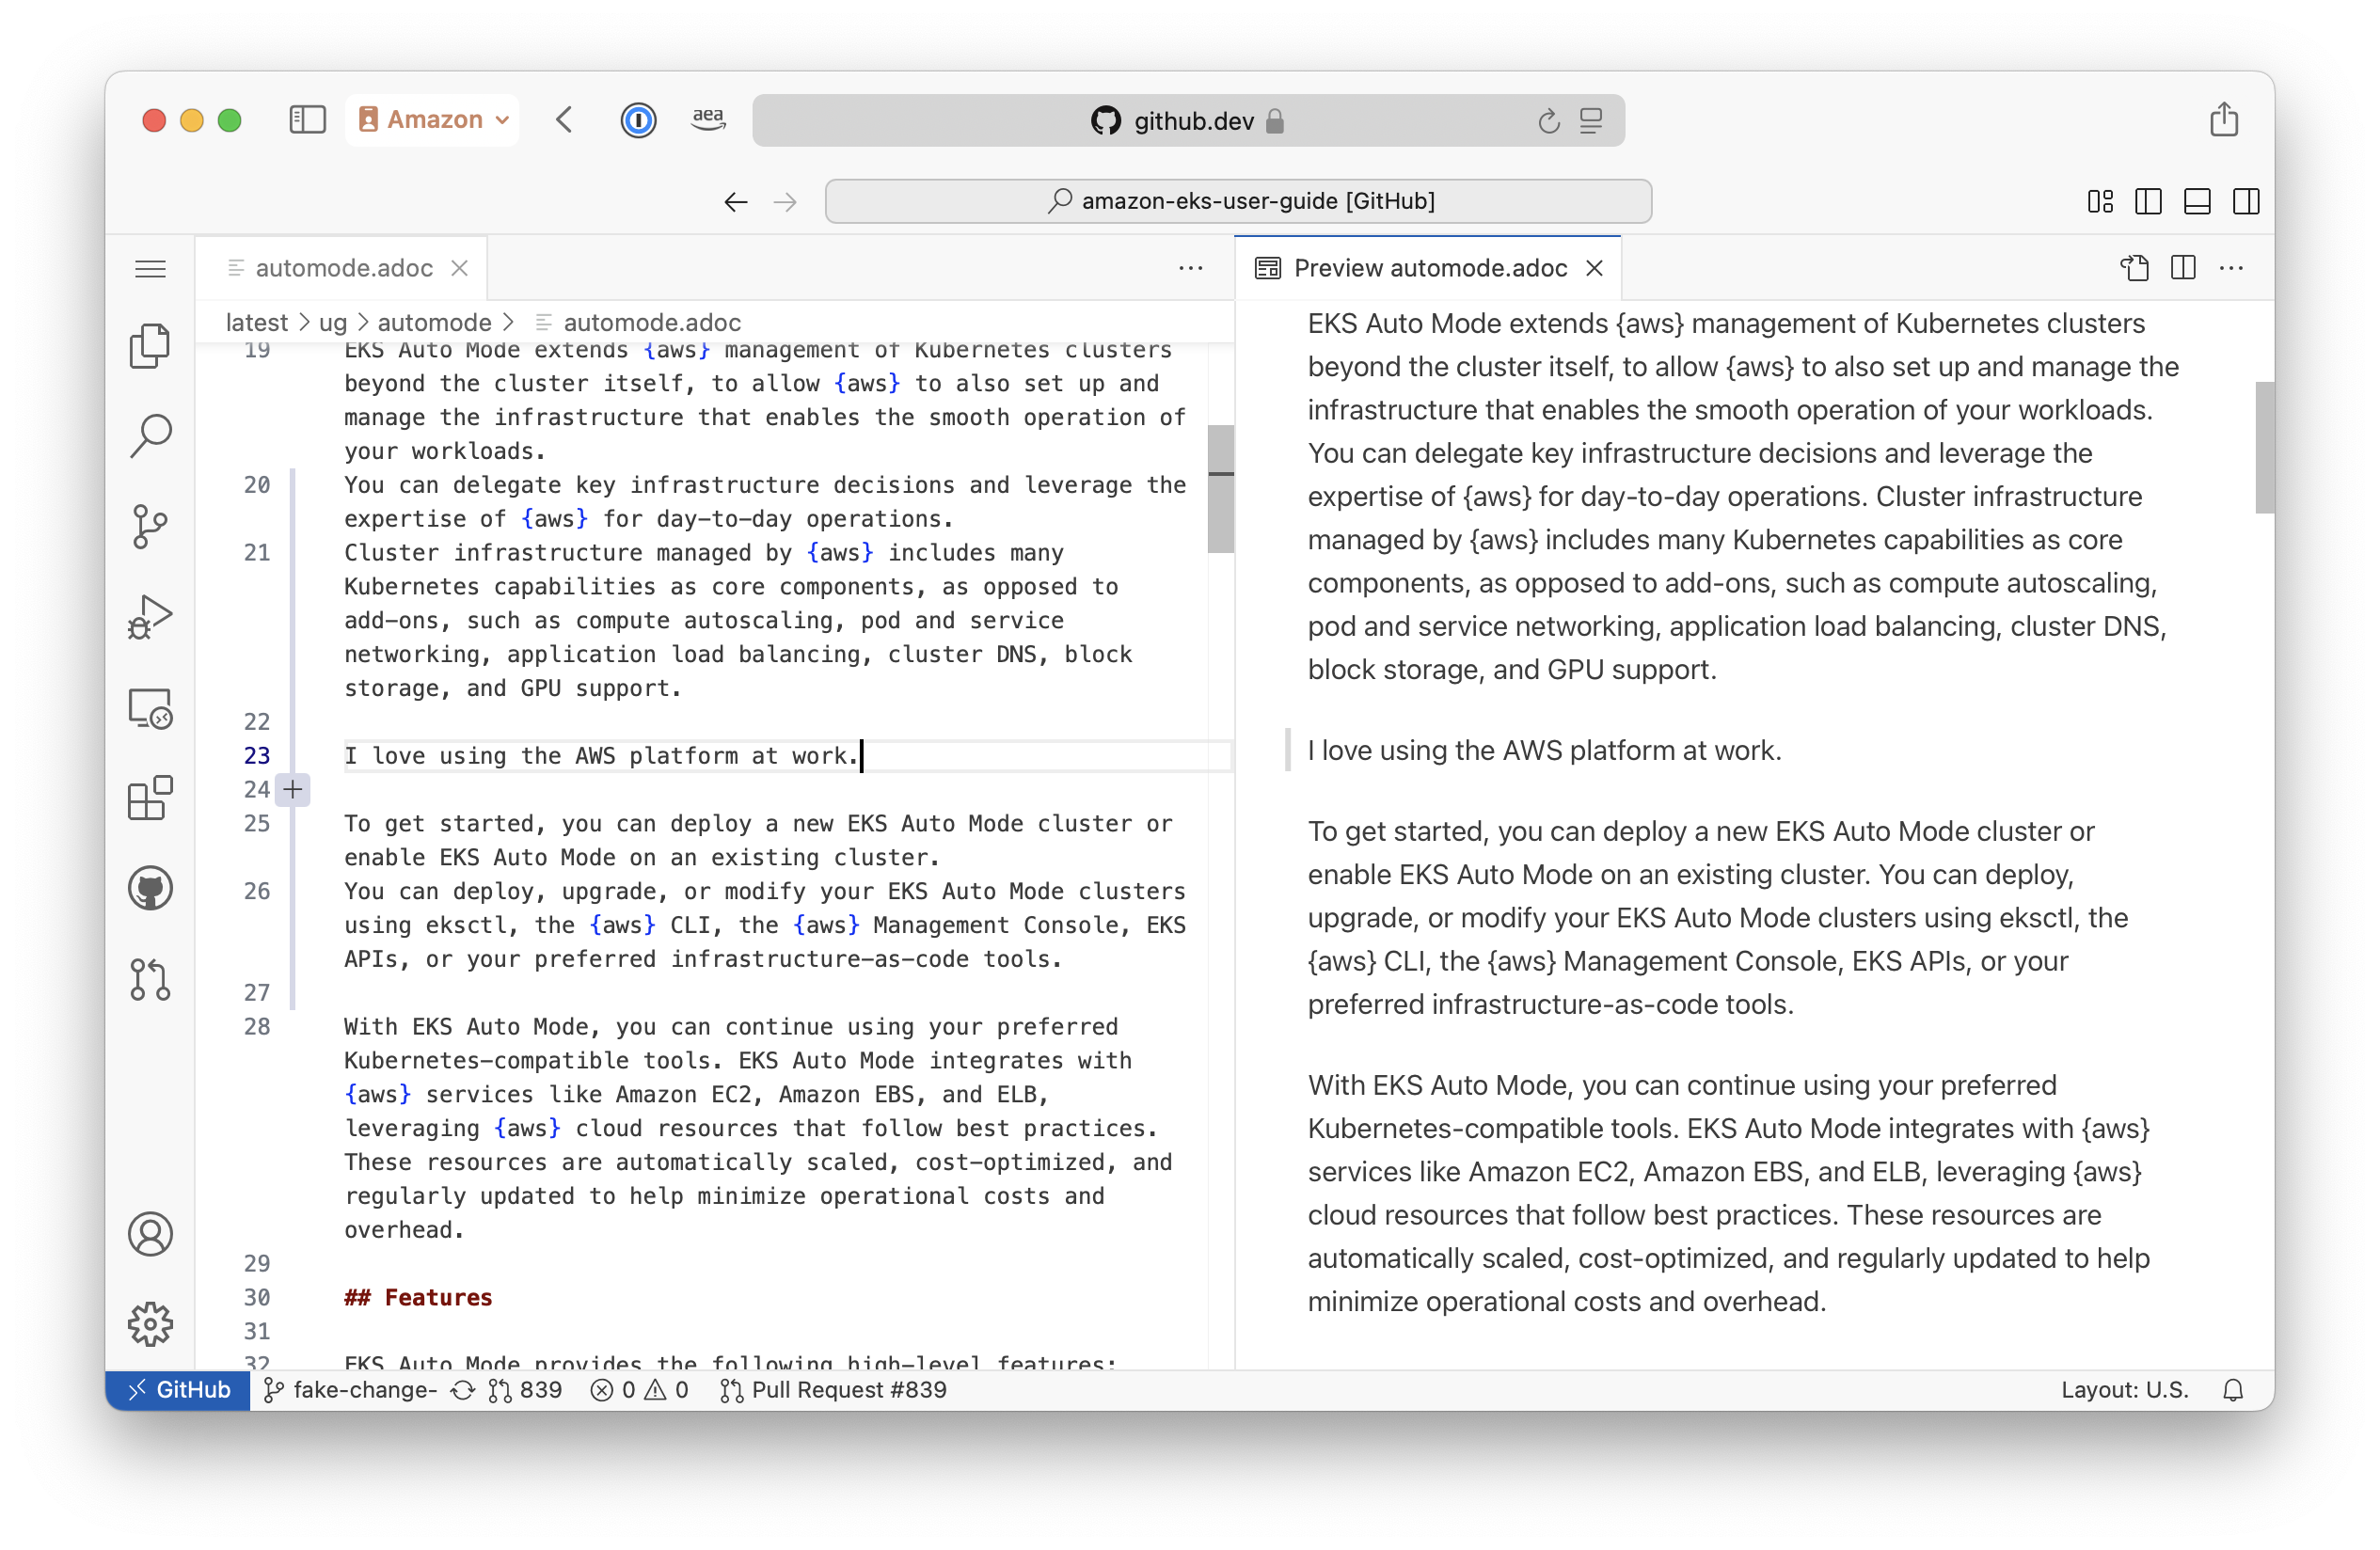 Amazon
aea
github.dev
amazon-eks-user-guide [GitHub]
automode.adoc
latest > ug > automode > automode.adoc
19 EKS Auto Mode extends {aws} management of Kubernetes clusters
beyond the cluster itself, to allow {aws} to also set up and
manage the infrastructure that enables the smooth operation of
your workloads.
20 You can delegate key infrastructure decisions and leverage the
expertise of {aws} for day-to-day operations.
21 Cluster infrastructure managed by {aws} includes many
Kubernetes capabilities as core components, as opposed to
add-ons, such as compute autoscaling, pod and service
networking, application load balancing, cluster DNS, block
storage, and GPU support.
22
23 I love using the AWS platform at work.
24
25 To get started, you can deploy a new EKS Auto Mode cluster or
enable EKS Auto Mode on an existing cluster.
26 You can deploy, upgrade, or modify your EKS Auto Mode clusters
using eksctl, the {aws} CLI, the {aws} Management Console, EKS
APIs, or your preferred infrastructure-as-code tools.
27
28 With EKS Auto Mode, you can continue using your preferred
Kubernetes-compatible tools. EKS Auto Mode integrates with
{aws} services like Amazon EC2, Amazon EBS, and ELB,
leveraging {aws} cloud resources that follow best practices.
These resources are automatically scaled, cost-optimized, and
regularly updated to help minimize operational costs and
overhead.
29
30 ## Features
31
32 EKS Auto Mode provides the following high-level features:
Preview automode.adoc
EKS Auto Mode extends {aws} management of Kubernetes clusters
beyond the cluster itself, to allow {aws} to also set up and manage the
infrastructure that enables the smooth operation of your workloads.
You can delegate key infrastructure decisions and leverage the
expertise of {aws} for day-to-day operations. Cluster infrastructure
managed by {aws} includes many Kubernetes capabilities as core
components, as opposed to add-ons, such as compute autoscaling,
pod and service networking, application load balancing, cluster DNS,
block storage, and GPU support.
I love using the AWS platform at work.
To get started, you can deploy a new EKS Auto Mode cluster or
enable EKS Auto Mode on an existing cluster. You can deploy,
upgrade, or modify your EKS Auto Mode clusters using eksctl, the
{aws} CLI, the {aws} Management Console, EKS APIs, or your
preferred infrastructure-as-code tools.
With EKS Auto Mode, you can continue using your preferred
Kubernetes-compatible tools. EKS Auto Mode integrates with {aws}
services like Amazon EC2, Amazon EBS, and ELB, leveraging {aws}
cloud resources that follow best practices. These resources are
automatically scaled, cost-optimized, and regularly updated to help
minimize operational costs and overhead.
GitHub fake-change- 839 0 0 Pull Request #839 Layout: U.S.